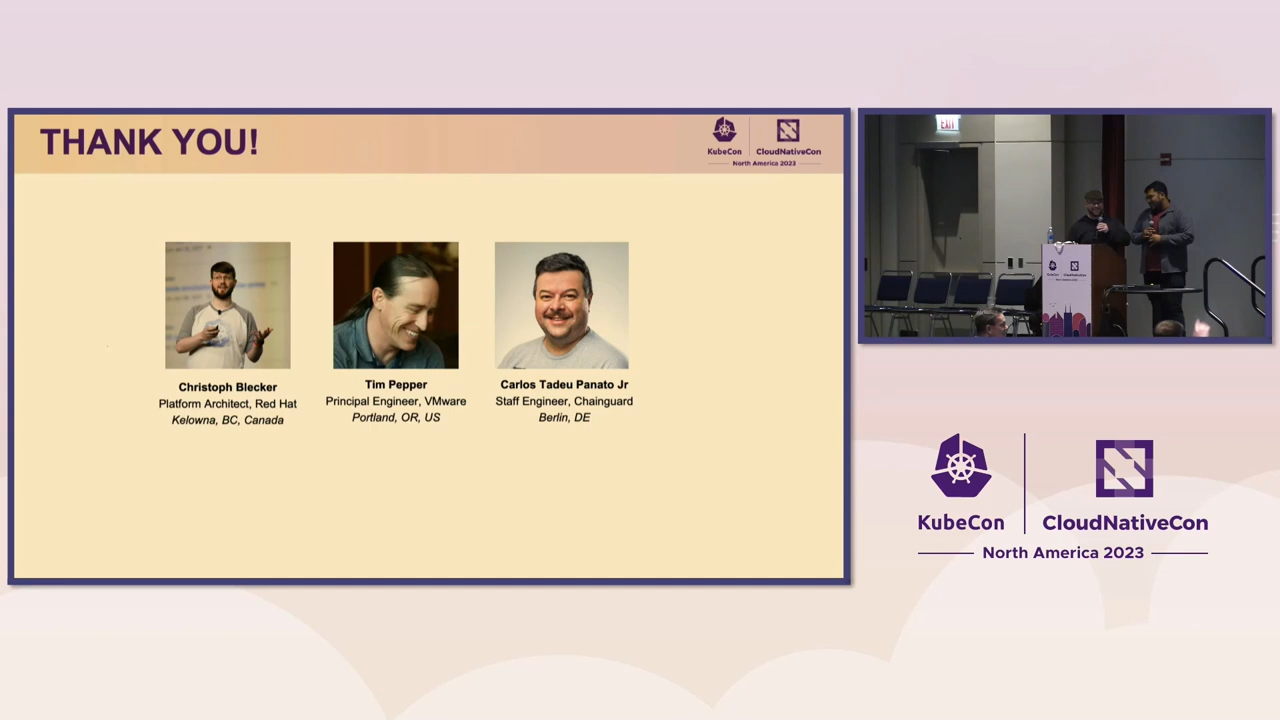 THANK YOU!
KubeCon
CloudNativeCon
North America 2023
Christoph Blecker
Platform Architect, Red Hat
Kelowna, BC, Canada
Tim Pepper
Principal Engineer, VMware
Portland, OR, US
Carlos Tadeu Panato Jr
Staff Engineer, Chainguard
Berlin, DE
EXIT
KubeCon
CloudNativeCon
North America 2023